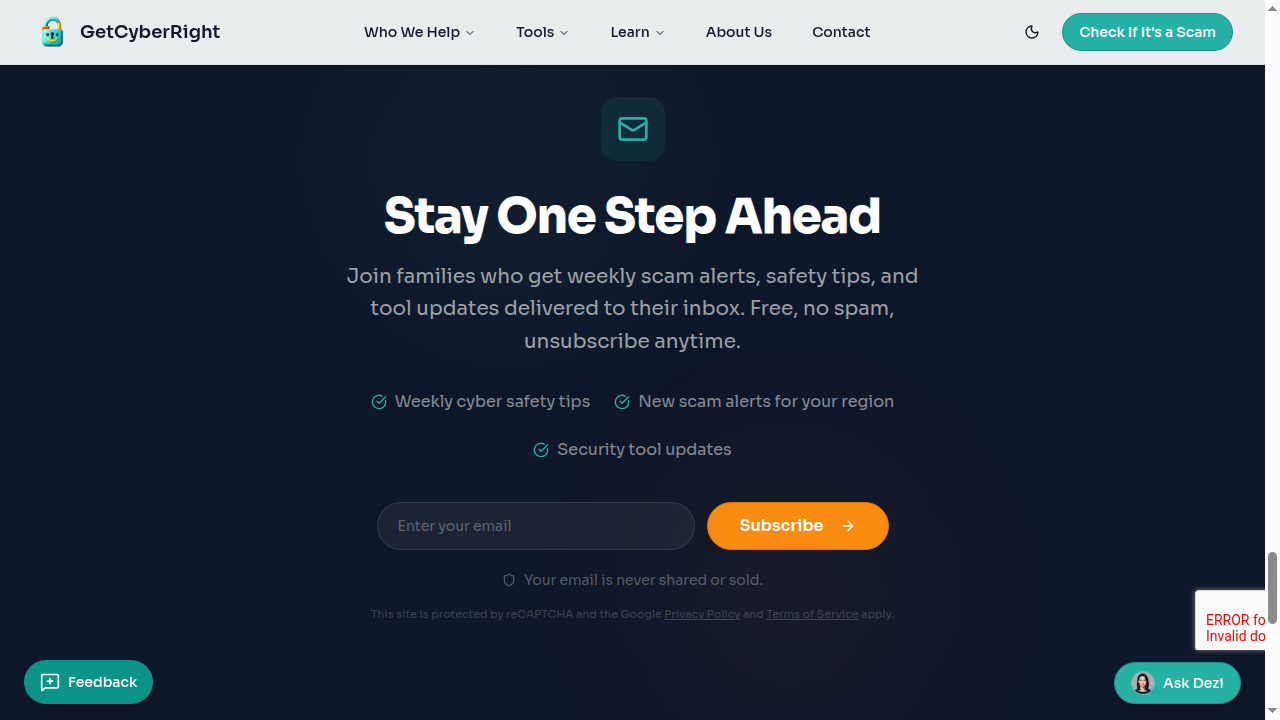 GetCyberRight
Who We Help
Tools
Learn
About Us
Contact
Check If It's a Scam
Stay One Step Ahead
Join families who get weekly scam alerts, safety tips, and
tool updates delivered to their inbox. Free, no spam,
unsubscribe anytime.
Weekly cyber safety tips
New scam alerts for your region
Security tool updates
Enter your email
Subscribe
Your email is never shared or sold.
This site is protected by reCAPTCHA and the Google Privacy Policy and Terms of Service apply.
ERROR fo
Invalid do
Feedback
Ask Dezi